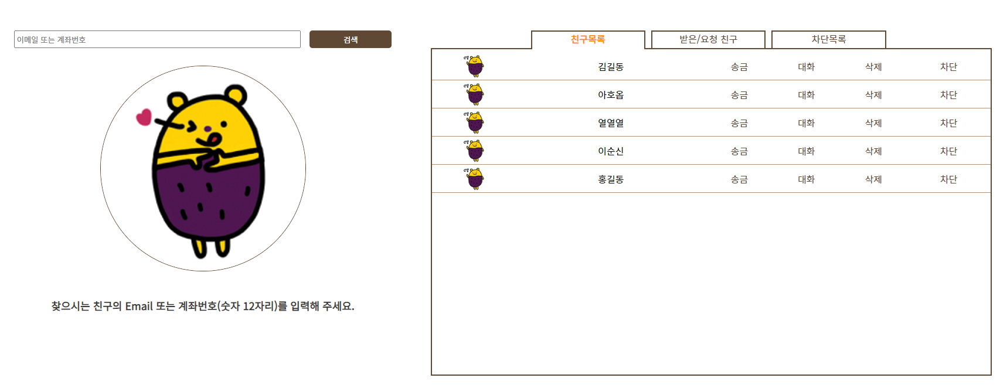 이메일 또는 계좌번호
검색
찾으시는 친구의 Email 또는 계좌번호(숫자 12자리)를 입력해 주세요.
친구목록 받은/요청 친구 차단목록
김길동 송금 대화 삭제 차단
아호옵 송금 대화 삭제 차단
열열열 송금 대화 삭제 차단
이순신 송금 대화 삭제 차단
홍길동 송금 대화 삭제 차단